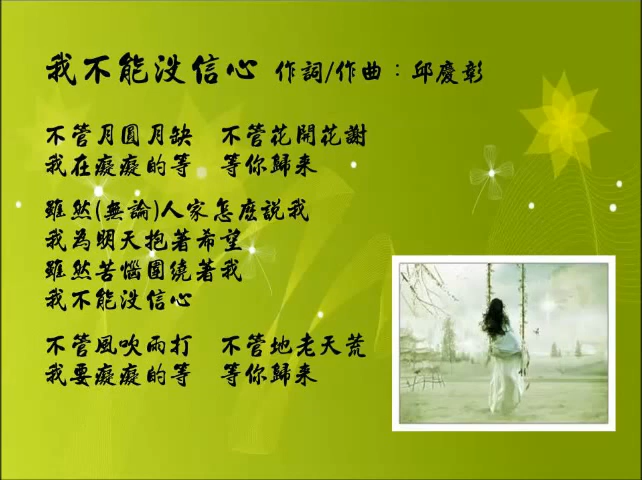 我不能沒信心 作詞/作曲：邱慶彰
不管月圓月缺 不管花開花謝
我在癡癡的等 等你歸來
雖然(無論)人家怎麼說我
我為明天抱著希望
雖然苦惱圍繞著我
我不能沒信心
不管風吹雨打 不管地老天荒
我要癡癡的等 等你歸來